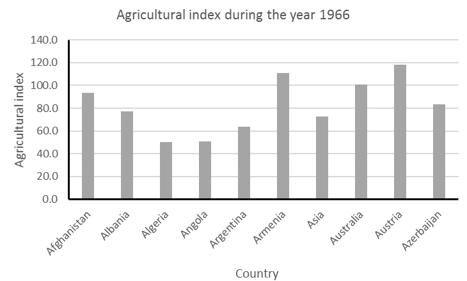 Agricultural index during the year 1966
Agricultural index
140.0
120.0
100.0
80.0
60.0
40.0
20.0
0.0
Afghanistan
Albania
Algeria
Angola
Argentina
Armenia
Asia
Australia
Austria
Azerbaijan
Country